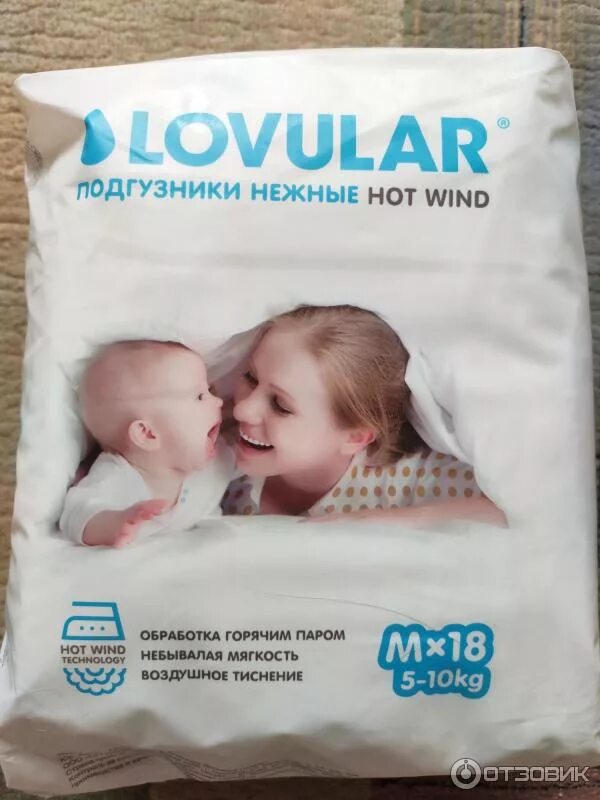 LOVULAR®
ПОДГУЗНИКИ НЕЖНЫЕ HOT WIND
HOT WIND
TECHNOLOGY
ОБРАБОТКА ГОРЯЧИМ ПАРОМ
НЕБЫВАЛАЯ МЯГКОСТЬ
ВОЗДУШНОЕ ТИСНЕНИЕ
M×18
5-10kg
ОТЗОВИК